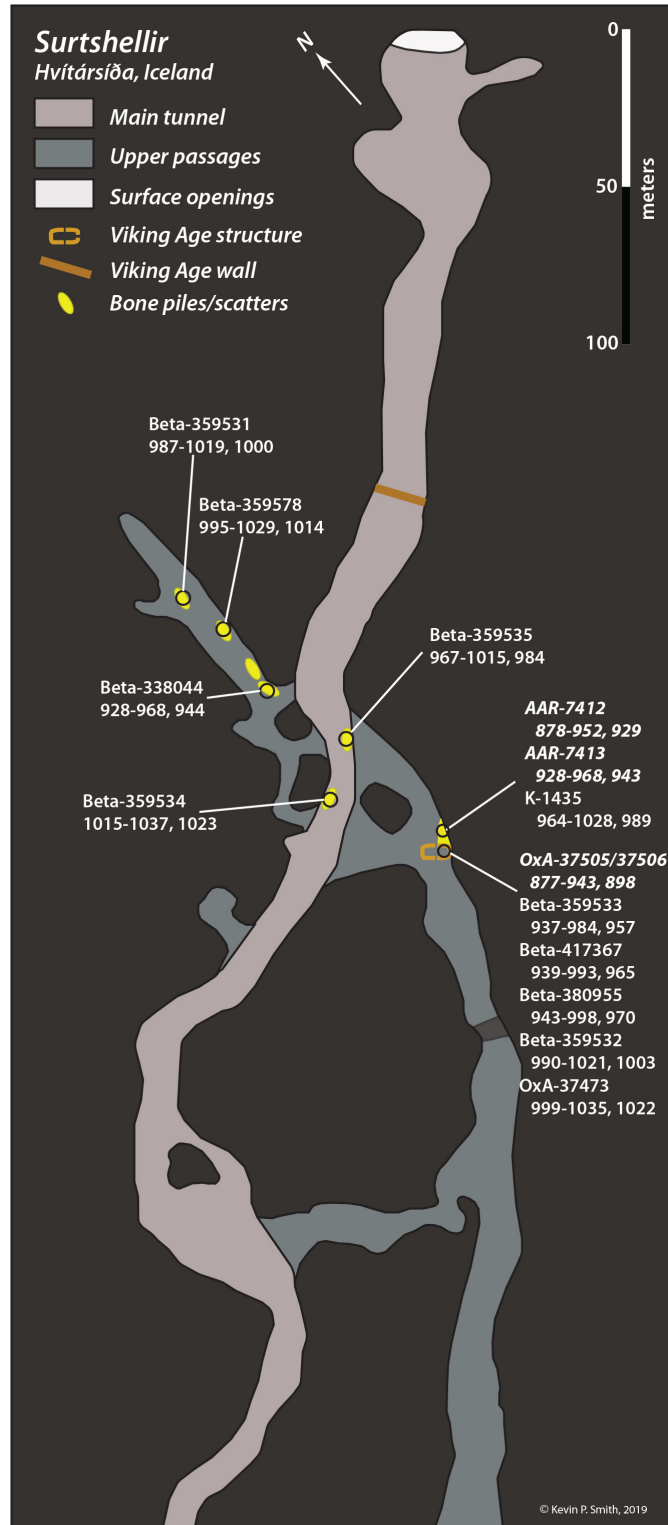 Surtshellir
Hvítársíða, Iceland
Main tunnel
Upper passages
Surface openings
Viking Age structure
Viking Age wall
Bone piles/scatters
N
0
50
100
meters
Beta-359531
987-1019, 1000
Beta-359578
995-1029, 1014
Beta-359535
967-1015, 984
Beta-338044
928-968, 944
Beta-359534
1015-1037, 1023
AAR-7412
878-952, 929
AAR-7413
928-968, 943
K-1435
964-1028, 989
OxA-37505/37506
877-943, 898
Beta-359533
937-984, 957
Beta-417367
939-993, 965
Beta-380955
943-998, 970
Beta-359532
990-1021, 1003
OxA-37473
999-1035, 1022
© Kevin P. Smith, 2019